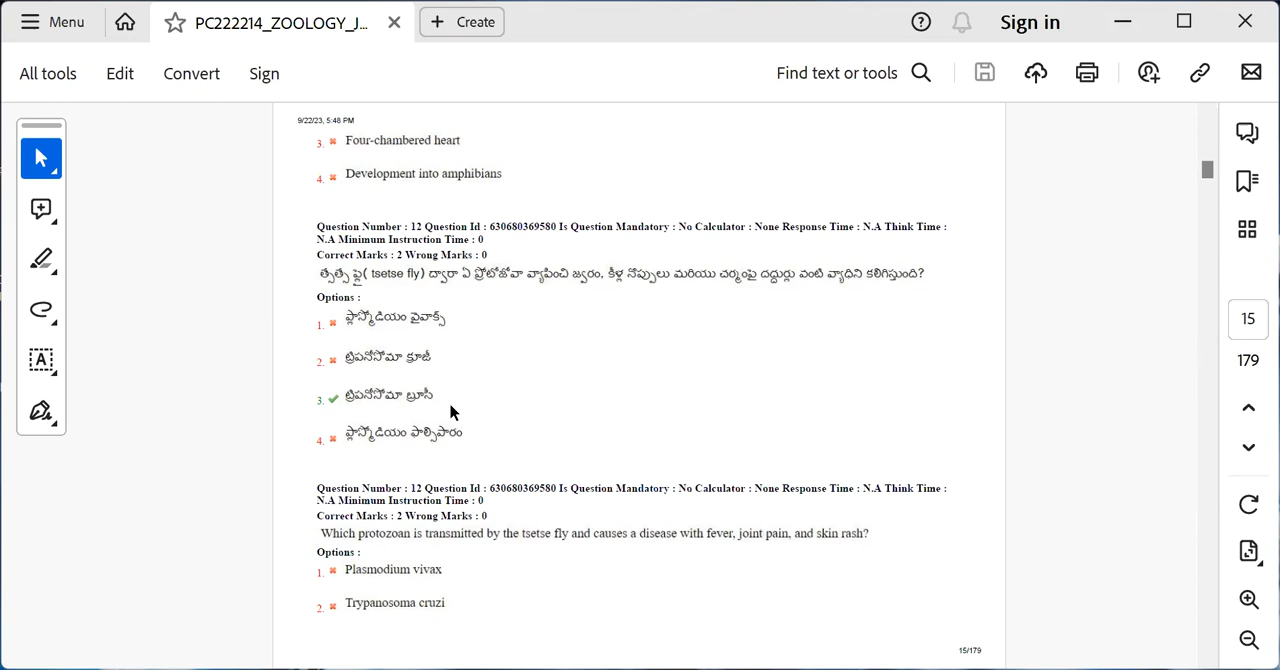 Menu
PC222214_ZOOLOGY_J...
Create
Sign in
All tools
Edit
Convert
Sign
Find text or tools
9/22/23, 5:48 PM
3. Four-chambered heart
4. Development into amphibians
Question Number : 12 Question Id : 630680369580 Is Question Mandatory : No Calculator : None Response Time : N.A Think Time :
N.A Minimum Instruction Time : 0
Correct Marks : 2 Wrong Marks : 0
త్సేత్సే ఫ్లై( tsetse fly) ద్వారా ఏ ప్రోటోజోవా వ్యాపించి జ్వరం, కీళ్ల నొప్పులు మరియు చర్మంపై దద్దుర్లు వంటి వ్యాధిని కలిగిస్తుంది?
Options :
1. ప్లాస్మోడియం వైవాక్స్
2. ట్రిపనోసోమా క్రూజీ
3. ట్రిపనోసోమా బ్రూసీ
4. ప్లాస్మోడియం ఫాల్సిపారం
Question Number : 12 Question Id : 630680369580 Is Question Mandatory : No Calculator : None Response Time : N.A Think Time :
N.A Minimum Instruction Time : 0
Correct Marks : 2 Wrong Marks : 0
Which protozoan is transmitted by the tsetse fly and causes a disease with fever, joint pain, and skin rash?
Options :
1. Plasmodium vivax
2. Trypanosoma cruzi
15/179
15
179